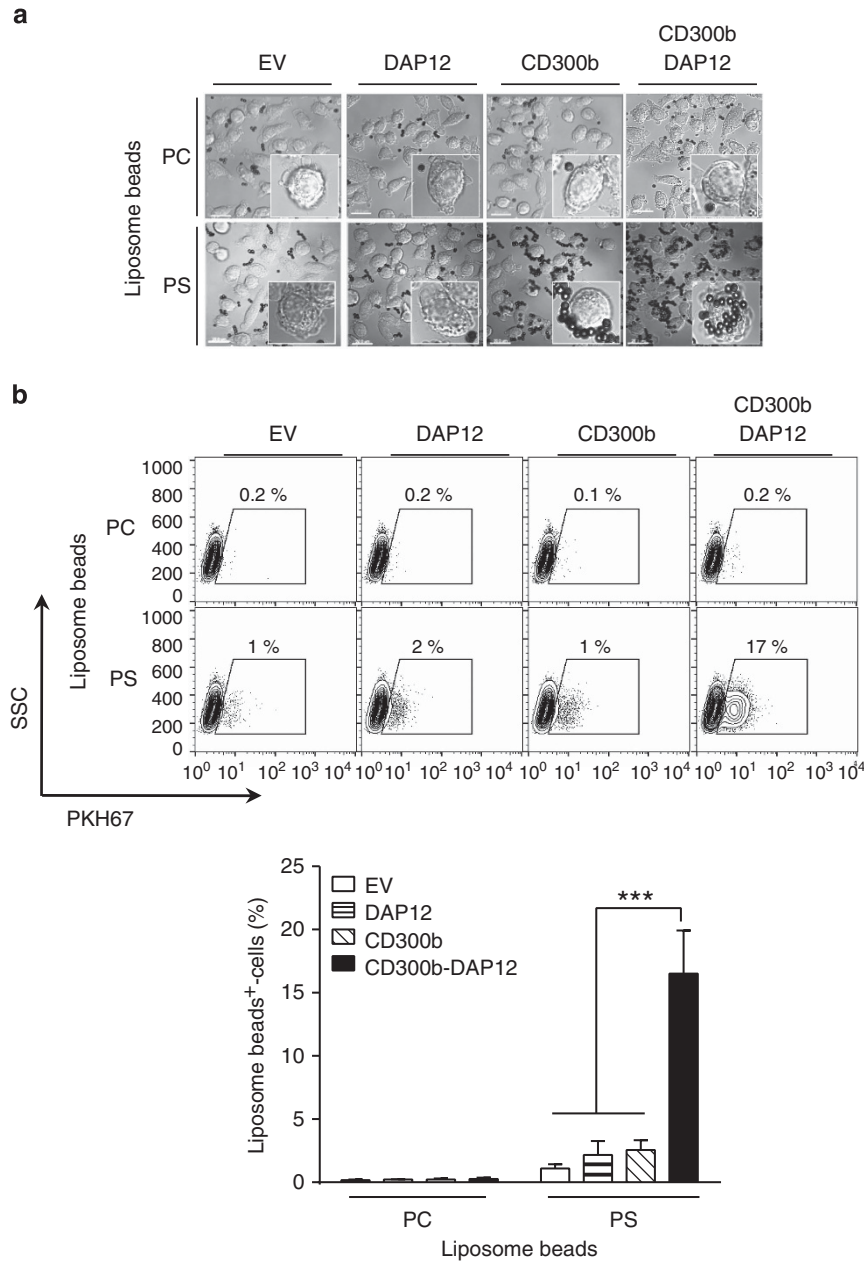 a
EV DAP12 CD300b CD300b DAP12
Liposome beads
PC
PS
b
EV DAP12 CD300b CD300b DAP12
Liposome beads
PC
1000
800
600
400
200
0
0.2 % 0.2 % 0.1 % 0.2 %
PS
1000
800
600
400
200
0
1 % 2 % 1 % 17 %
10⁰ 10¹ 10² 10³ 10⁴ 10⁰ 10¹ 10² 10³ 10⁴ 10⁰ 10¹ 10² 10³ 10⁴ 10⁰ 10¹ 10² 10³ 10⁴
SSC
PKH67
Liposome beads⁺-cells (%)
25
20
15
10
5
0
EV
DAP12
CD300b
CD300b-DAP12
***
PC PS
Liposome beads